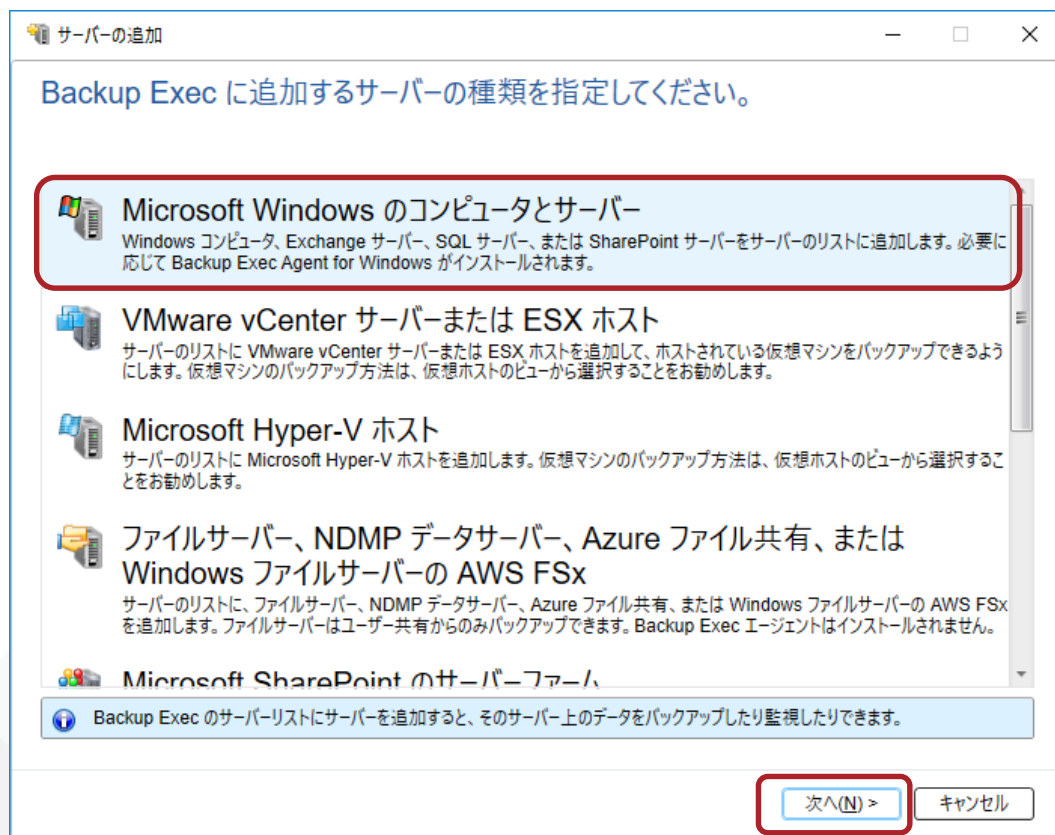 サーバーの追加
Backup Exec に追加するサーバーの種類を指定してください。
Microsoft Windows のコンピュータとサーバー
Windows コンピュータ、Exchange サーバー、SQL サーバー、または SharePoint サーバーをサーバーのリストに追加します。必要に
応じて Backup Exec Agent for Windows がインストールされます。
VMware vCenter サーバーまたは ESX ホスト
サーバーのリストに VMware vCenter サーバーまたは ESX ホストを追加して、ホストされている仮想マシンをバックアップできるよう
にします。仮想マシンのバックアップ方法は、仮想ホストのビューから選択することをお勧めします。
Microsoft Hyper-V ホスト
サーバーのリストに Microsoft Hyper-V ホストを追加します。仮想マシンのバックアップ方法は、仮想ホストのビューから選択するこ
とをお勧めします。
ファイルサーバー、NDMP データサーバー、Azure ファイル共有、または
Windows ファイルサーバーの AWS FSx
サーバーのリストに、ファイルサーバー、NDMP データサーバー、Azure ファイル共有、または Windows ファイルサーバーの AWS FSx
を追加します。ファイルサーバーはユーザー共有からのみバックアップできます。Backup Exec エージェントはインストールされません。
Microsoft SharePoint のサーバーファーム
Backup Exec のサーバーリストにサーバーを追加すると、そのサーバー上のデータをバックアップしたり監視したりできます。
次へ(N) >
キャンセル